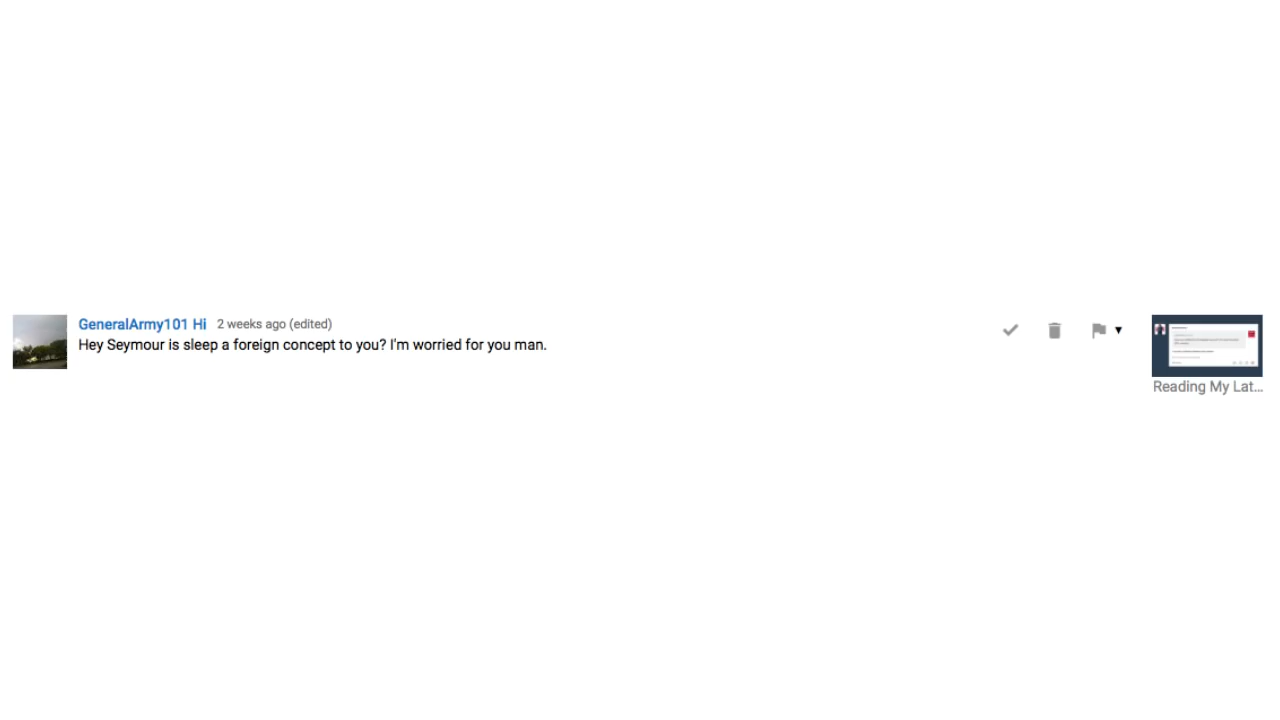 GeneralArmy101 Hi 2 weeks ago (edited)
Hey Seymour is sleep a foreign concept to you? I'm worried for you man.
Reading My Lat...